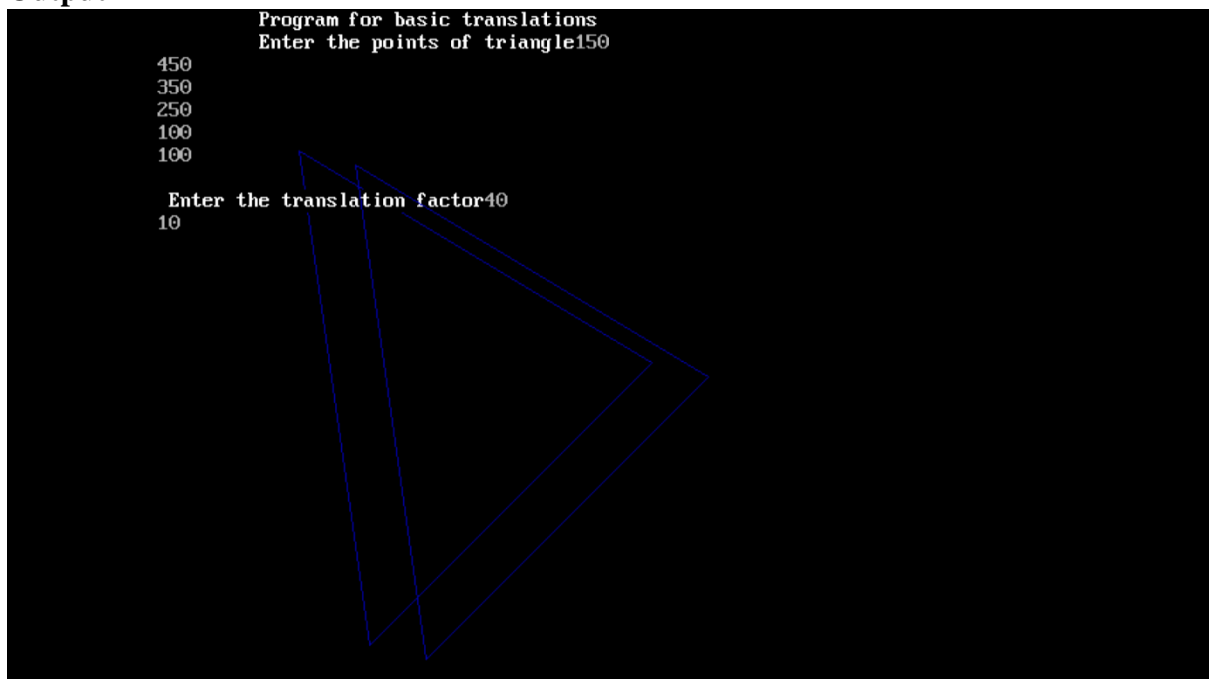 Program for basic translations
Enter the points of triangle150
450
350
250
100
100
Enter the translation factor40
10